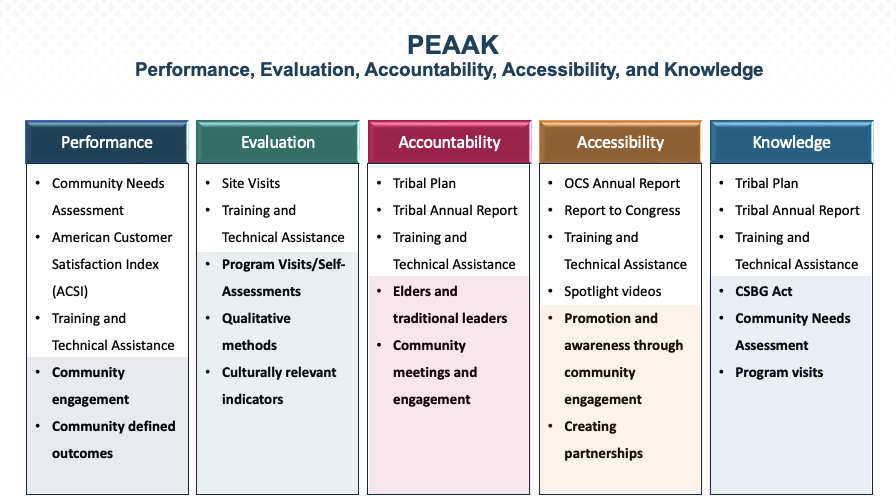 PEAAK
Performance, Evaluation, Accountability, Accessibility, and Knowledge
Performance
• Community Needs
Assessment
• American Customer
Satisfaction Index
(ACSI)
• Training and
Technical Assistance
• Community
engagement
• Community defined
outcomes
Evaluation
• Site Visits
• Training and
Technical Assistance
• Program Visits/Self-
Assessments
• Qualitative
methods
• Culturally relevant
indicators
Accountability
• Tribal Plan
• Tribal Annual Report
• Training and
Technical Assistance
• Elders and
traditional leaders
• Community
meetings and
engagement
Accessibility
• OCS Annual Report
• Report to Congress
• Training and
Technical Assistance
• Spotlight videos
• Promotion and
awareness through
community
engagement
• Creating
partnerships
Knowledge
• Tribal Plan
• Tribal Annual Report
• Training and
Technical Assistance
• CSBG Act
• Community Needs
Assessment
• Program visits